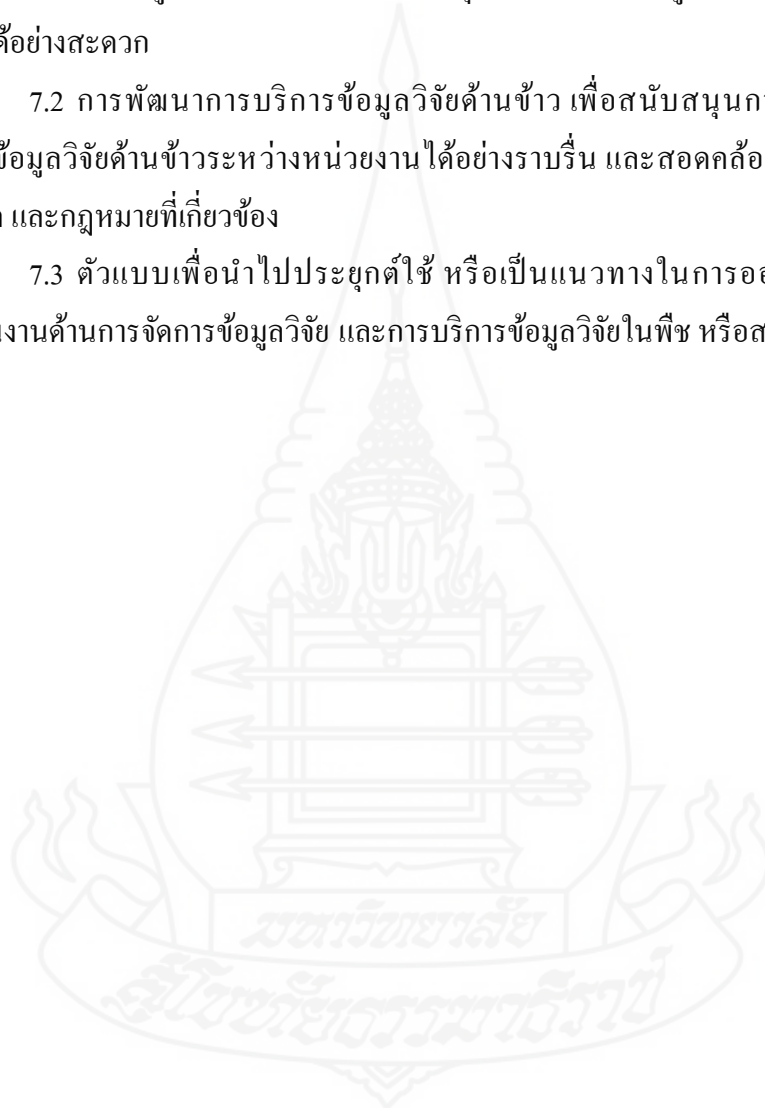 ค้อย่างสะดวก
7.2 การพัฒนาการบริการข้อมูลวิจัยด้านข้าว เพื่อสนับสนุนก
ข้อมูลวิจัยด้านข้าวระหว่างหน่วยงานได้อย่างราบรื่น และสอดคล้อ
และกฎหมายที่เกี่ยวข้อง
7.3 ตัวแบบเพื่อนำไปประยุกต์ใช้ หรือเป็นแนวทางในการออ
งานด้านการจัดการข้อมูลวิจัย และการบริการข้อมูลวิจัยในพืช หรือส
มหาวิทยาลัย
สุโขทัยธรรมาธิราช